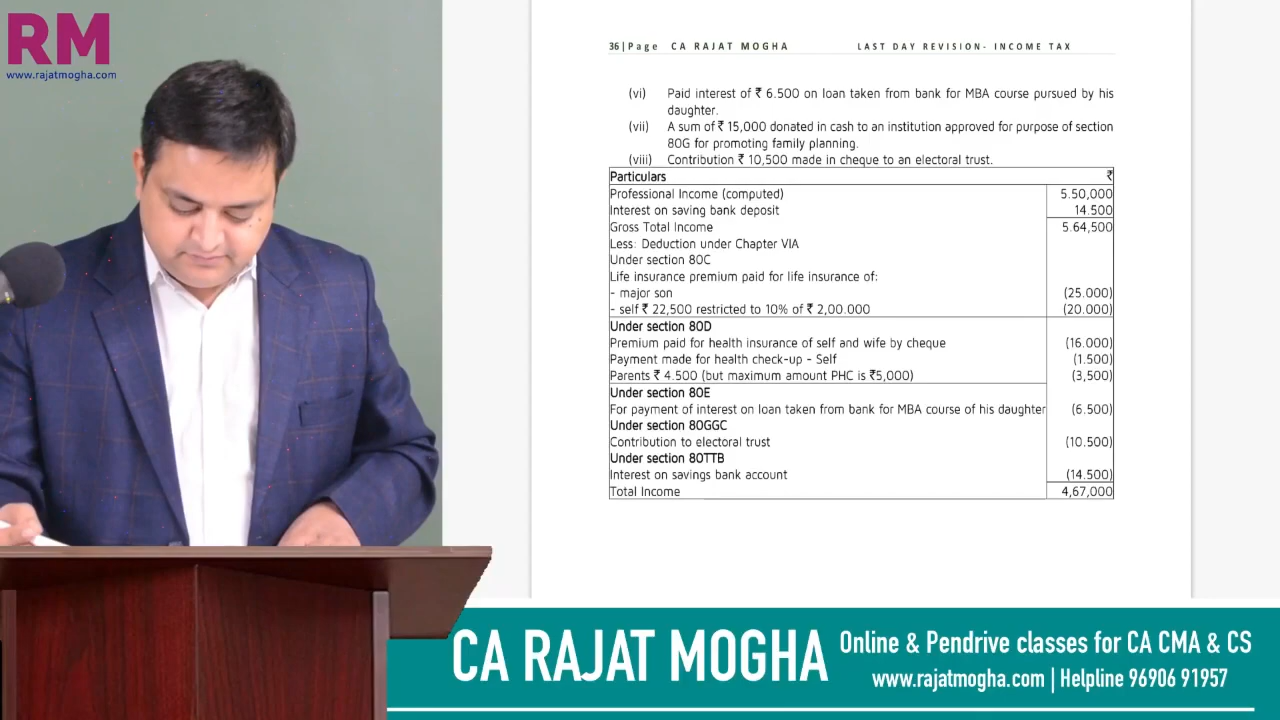 RM
www.rajatmogha.com
36|Page CA RAJAT MOGHA LAST DAY REVISION- INCOME TAX
(vi) Paid interest of ₹ 6.500 on loan taken from bank for MBA course pursued by his
daughter.
(vii) A sum of ₹ 15,000 donated in cash to an institution approved for purpose of section
80G for promoting family planning.
(viii) Contribution ₹ 10,500 made in cheque to an electoral trust.
Particulars ₹
Professional Income (computed) 5.50,000
Interest on saving bank deposit 14.500
Gross Total Income 5.64,500
Less: Deduction under Chapter VIA
Under section 80C
Life insurance premium paid for life insurance of:
- major son (25.000)
- self ₹ 22,500 restricted to 10% of ₹ 2,00.000 (20.000)
Under section 80D
Premium paid for health insurance of self and wife by cheque (16.000)
Payment made for health check-up - Self (1.500)
Parents ₹ 4.500 (but maximum amount PHC is ₹5,000) (3,500)
Under section 80E
For payment of interest on loan taken from bank for MBA course of his daughter (6.500)
Under section 80GGC
Contribution to electoral trust (10.500)
Under section 80TTB
Interest on savings bank account (14.500)
Total Income 4,67,000
CA RAJAT MOGHA
Online & Pendrive classes for CA CMA & CS
www.rajatmogha.com | Helpline 96906 91957